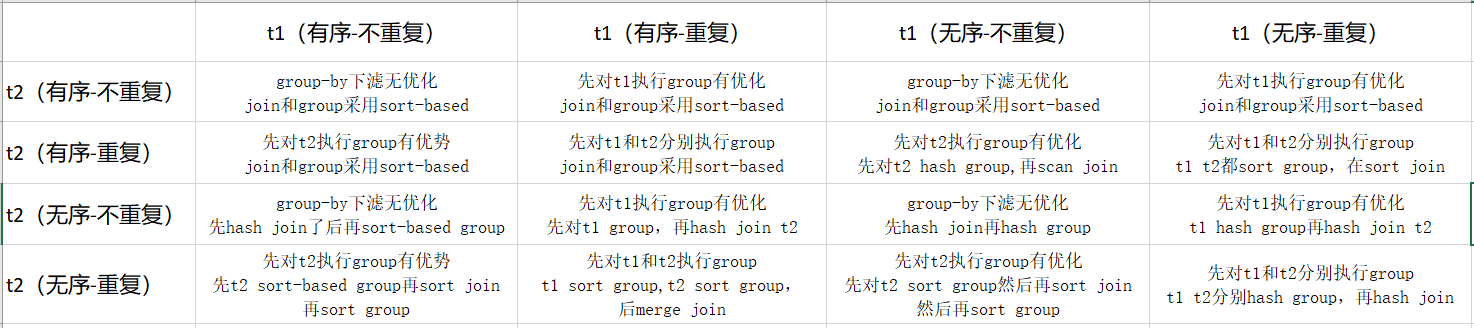 t1（有序-不重复）
t1（有序-重复）
t1（无序-不重复）
t1（无序-重复）
t2（有序-不重复）
group-by下滤无优化
join和group采用sort-based
先对t1执行group有优化
join和group采用sort-based
group-by下滤无优化
join和group采用sort-based
先对t1执行group有优化
join和group采用sort-based
t2（有序-重复）
先对t2执行group有优势
join和group采用sort-based
先对t1和t2分别执行group
join和group采用sort-based
先对t2执行group有优化
先对t2 hash group,再scan join
先对t1和t2分别执行group
t1 t2都sort group，在sort join
t2（无序-不重复）
group-by下滤无优化
先hash join了后再sort-based group
先对t1执行group有优化
先对t1 group，再hash join t2
group-by下滤无优化
先hash join再hash group
先对t1执行group有优化
t1 hash group再hash join t2
t2（无序-重复）
先对t2执行group有优势
先t2 sort-based group再sort join
再sort group
先对t1和t2执行group
t1 sort group,t2 sort group，
后merge join
先对t2执行group有优化
先对t2 sort group然后再sort join
然后再sort group
先对t1和t2分别执行group
t1 t2分别hash group，再hash join